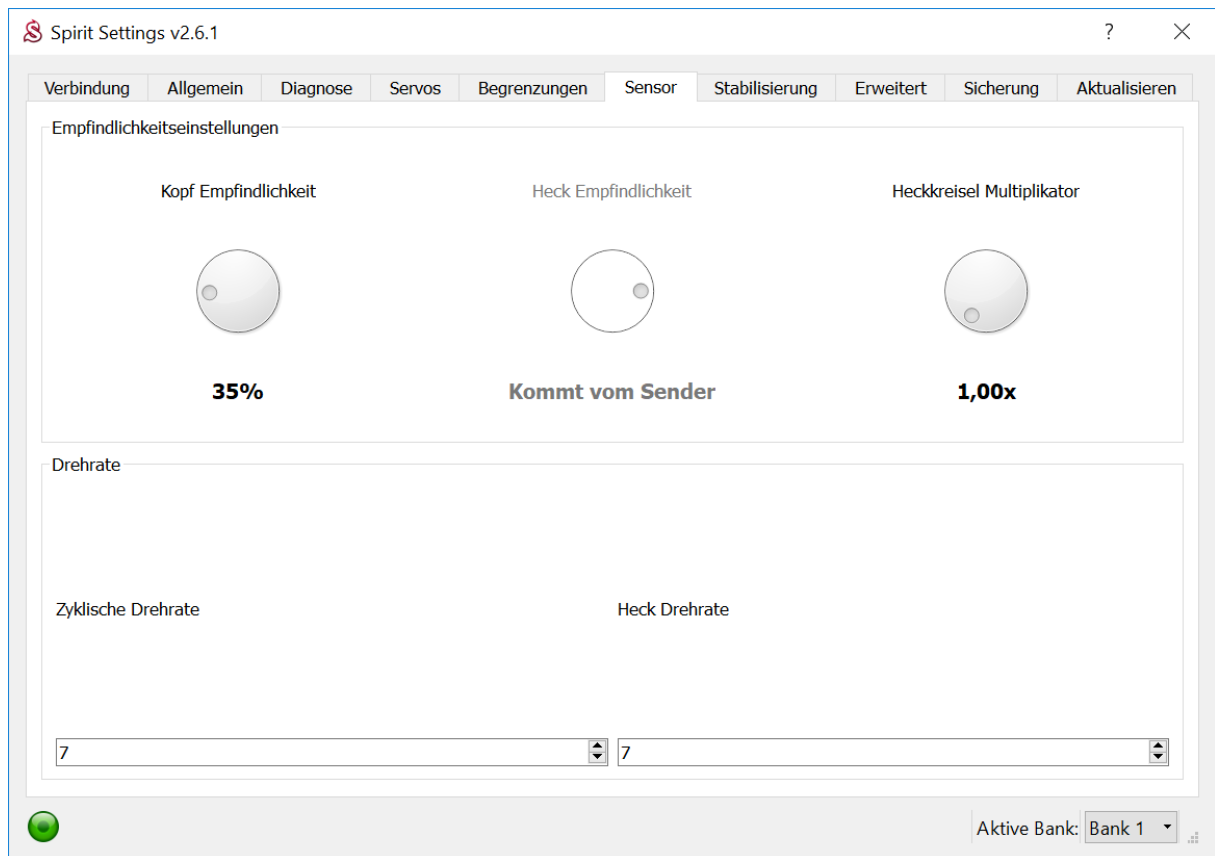 Spirit Settings v2.6.1 ?
Verbindung Allgemein Diagnose Servos Begrenzungen Sensor Stabilisierung Erweitert Sicherung Aktualisieren
Empfindlichkeitseinstellungen
Kopf Empfindlichkeit Heck Empfindlichkeit Heckkreisel Multiplikator
35% Kommt vom Sender 1,00x
Drehrate
Zyklische Drehrate Heck Drehrate
7 7
Aktive Bank: Bank 1